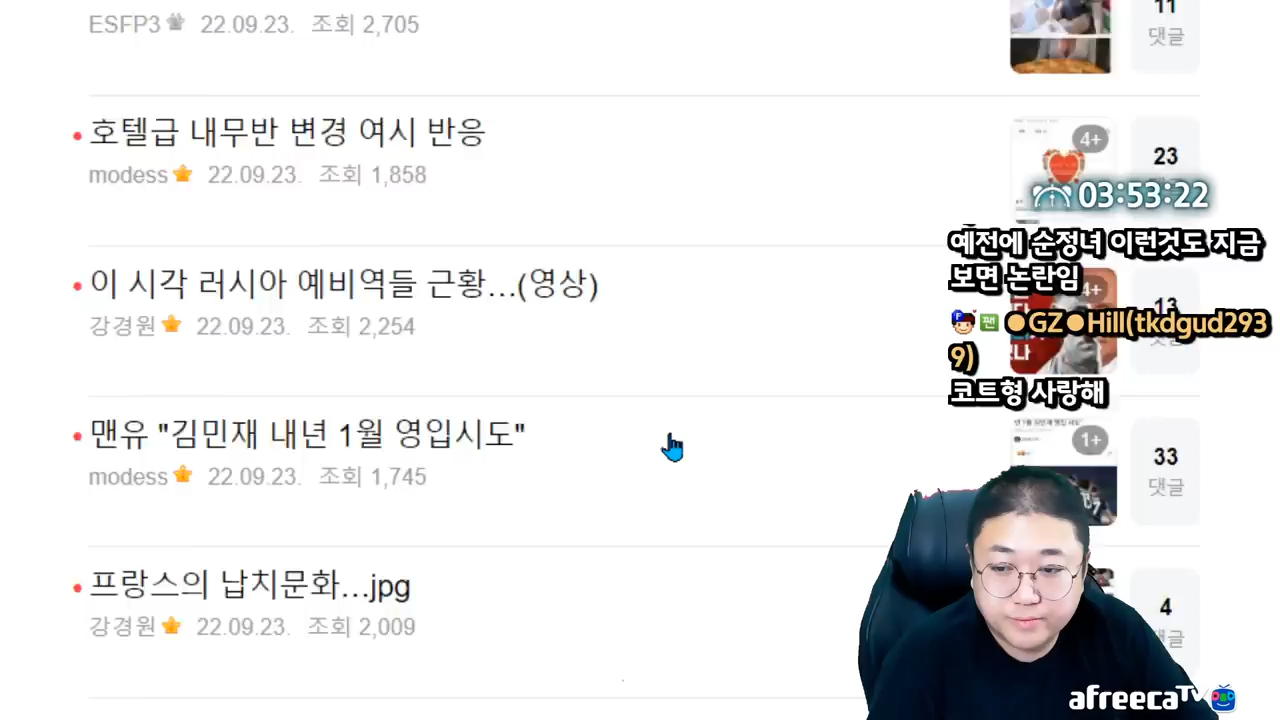 ESFP3 22.09.23. 조회 2,705
11
댓글
호텔급 내무반 변경 여시 반응
modess 22.09.23. 조회 1,858
4+
23
03:53:22
예전에 순정녀 이런것도 지금
보면 논란임
이 시각 러시아 예비역들 근황...(영상)
강경원 22.09.23. 조회 2,254
4+
13
팬 ●GZ●Hill(tkdgud293
9)
코트형 사랑해
맨유 "김민재 내년 1월 영입시도"
modess 22.09.23. 조회 1,745
1+
33
댓글
프랑스의 납치문화...jpg
강경원 22.09.23. 조회 2,009
4
afreecaTV